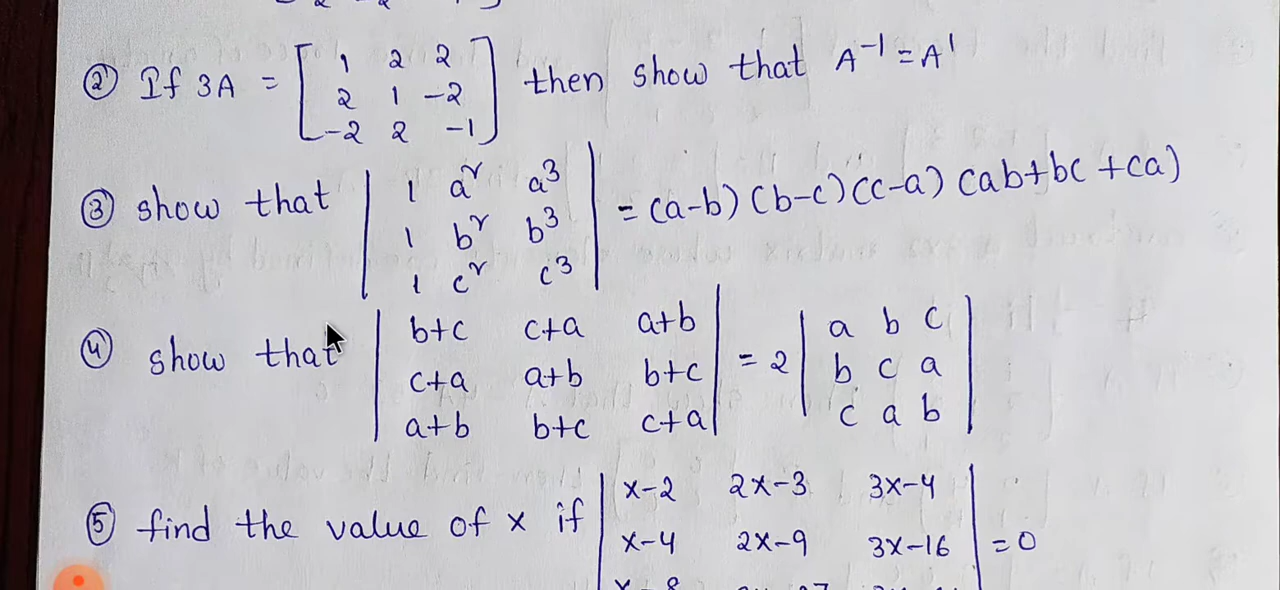 ② If 3A = [ 1 2 2 ] then show that A⁻¹ = A'
2 1 -2
-2 2 -1
③ show that | 1 a² a³ | = (a-b) (b-c) (c-a) (ab+bc+ca)
1 b² b³
1 c² c³
④ show that | b+c c+a a+b | = 2 | a b c |
c+a a+b b+c b c a
a+b b+c c+a c a b
⑤ find the value of x if | x-2 2x-3 3x-4 |
x-4 2x-9 3x-16 = 0